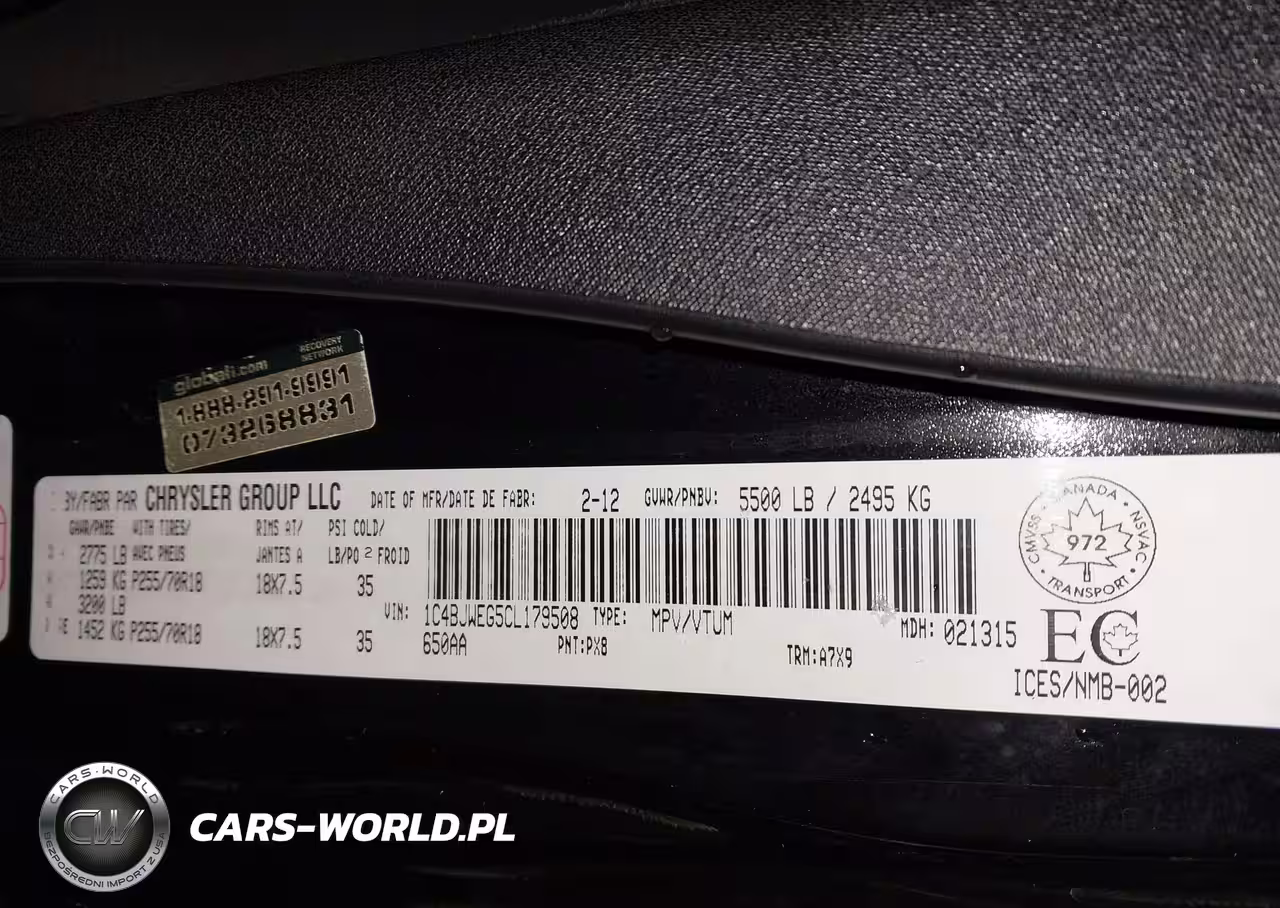 RECOVERY
NETWORK
globali.com
1-888-291-9991
073268831
BY/FABR PAR CHRYSLER GROUP LLC DATE OF MFR/DATE DE FABR: 2-12 GVWR/PNBV: 5500 LB / 2495 KG
GAWR/PNBE WITH TIRES/ RIMS AT/ PSI COLD/
2775 LB AVEC PNEUS JANTES A LB/PO 2 FROID
1259 KG P255/70R18 18X7.5 35
3200 LB
VIN: 1C4BJWEG5CL179508 TYPE: MPV/VTUM MDH: 021315
RE 1452 KG P255/70R18 18X7.5 35 650AA PNT:PX8 TRM:A7X9
CANADA
CMVSS · NSVAC
972
TRANSPORT
EC
ICES/NMB-002
CARS-WORLD
CW
BEZPOŚREDNI IMPORT Z USA
CARS-WORLD.PL